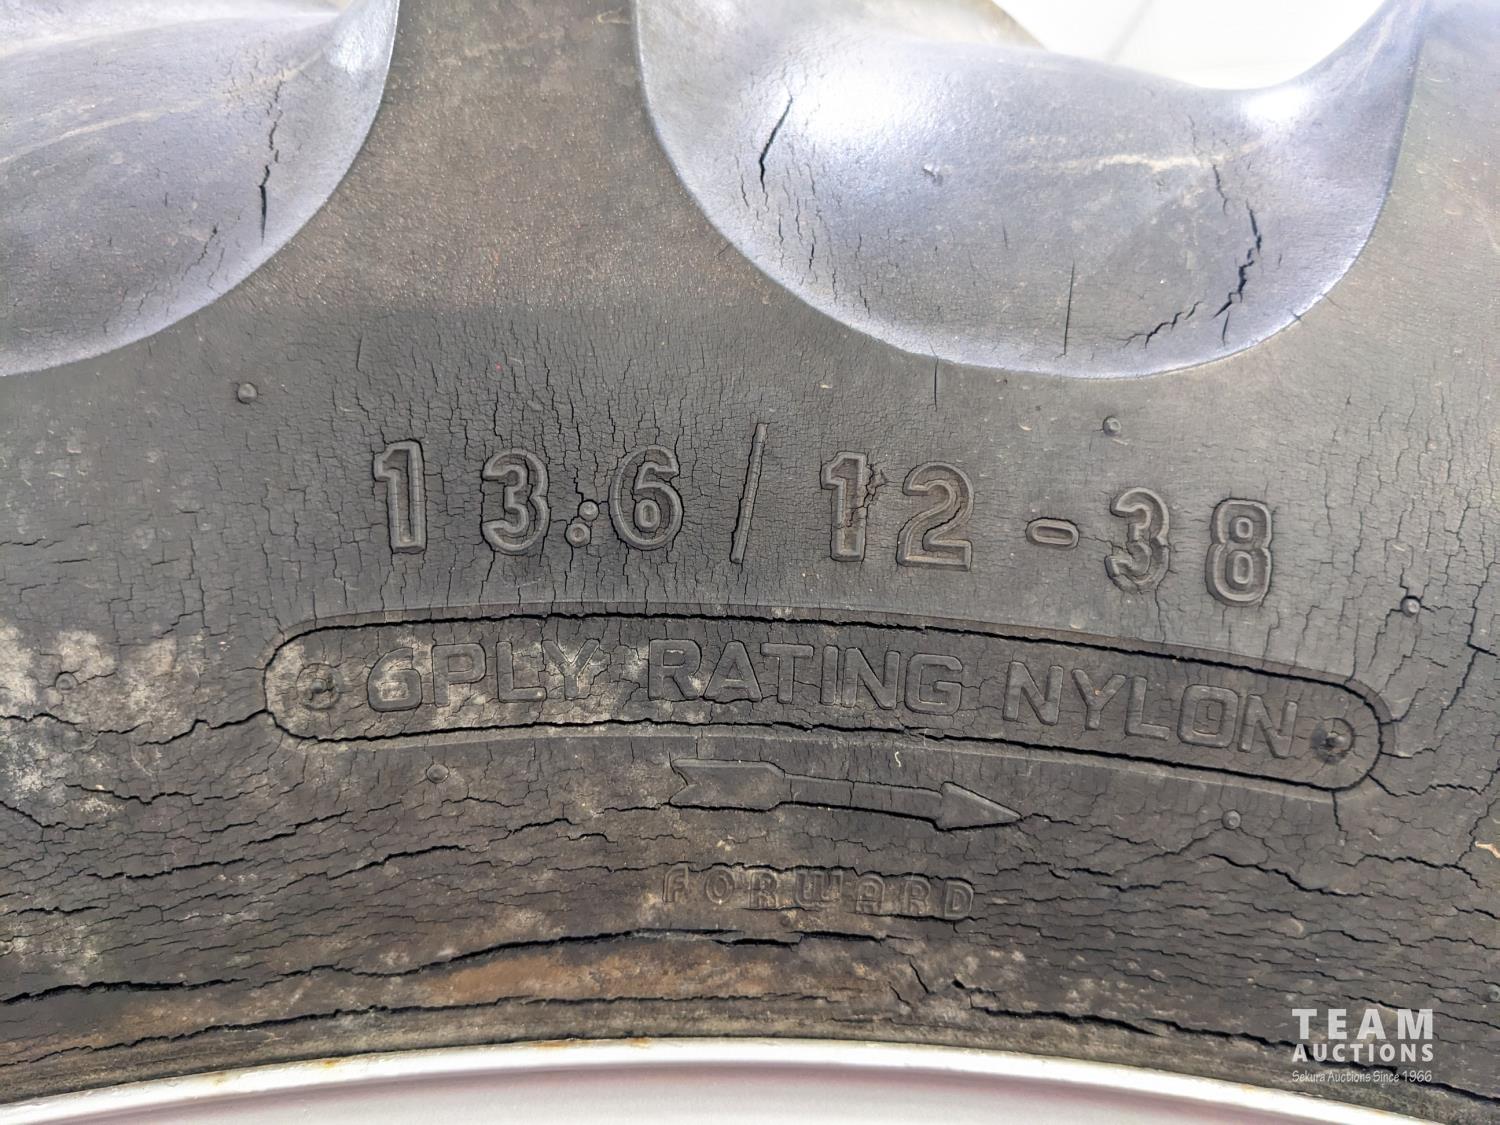 13.6/12-38
6PLY RATING NYLON
FORWARD
TEAM
AUCTIONS
Sekura Auctions Since 1966